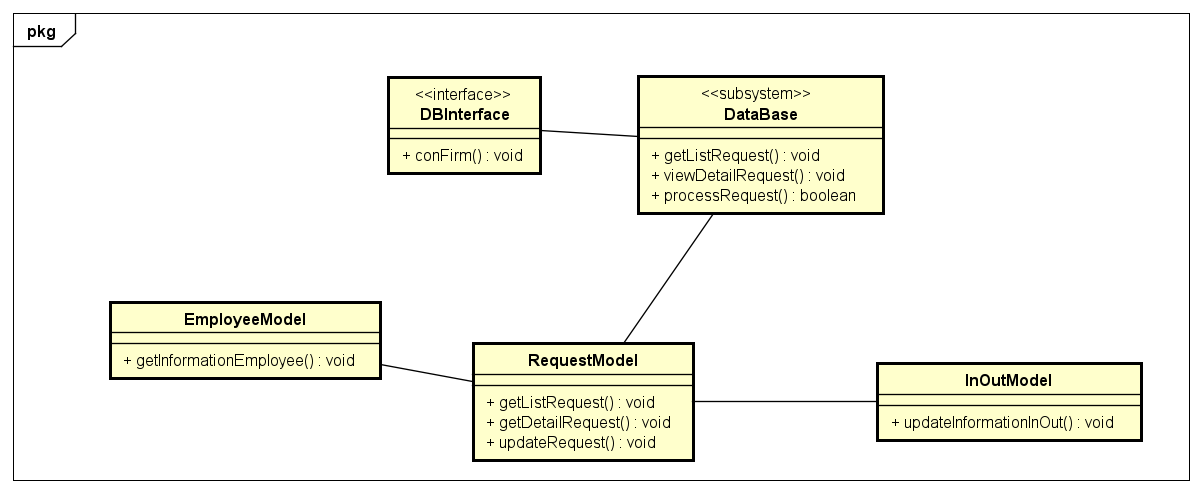 pkg
<<interface>>
DBInterface
+ conFirm() : void
<<subsystem>>
DataBase
+ getListRequest() : void
+ viewDetailRequest() : void
+ processRequest() : boolean
EmployeeModel
+ getInformationEmployee() : void
RequestModel
+ getListRequest() : void
+ getDetailRequest() : void
+ updateRequest() : void
InOutModel
+ updateInformationInOut() : void